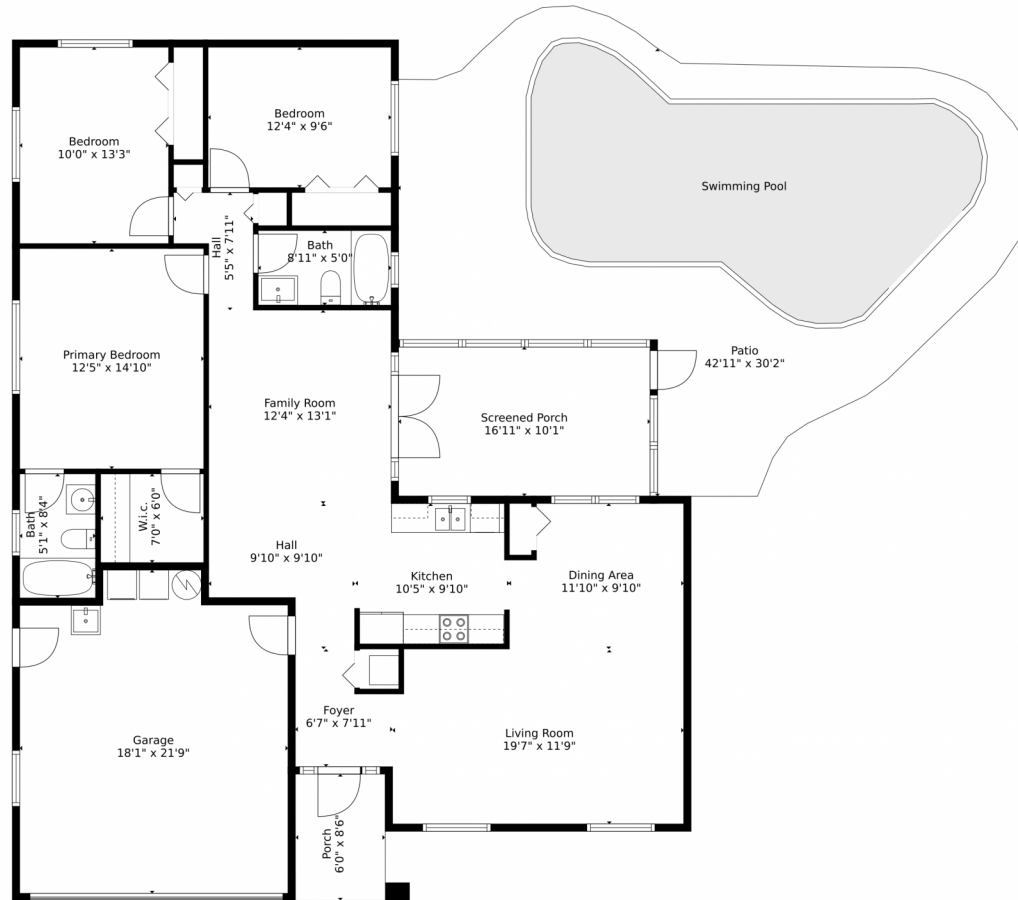 Bedroom
10'0" x 13'3"
Bedroom
12'4" x 9'6"
Swimming Pool
Hall
5'5" x 7'11"
Bath
8'11" x 5'0"
Primary Bedroom
12'5" x 14'10"
Patio
42'11" x 30'2"
Family Room
12'4" x 13'1"
Screened Porch
16'11" x 10'1"
Bath
5'1" x 8'4"
W.i.c.
7'0" x 6'0"
Hall
9'10" x 9'10"
Kitchen
10'5" x 9'10"
Dining Area
11'10" x 9'10"
Foyer
6'7" x 7'11"
Living Room
19'7" x 11'9"
Garage
18'1" x 21'9"
Porch
6'0" x 8'6"